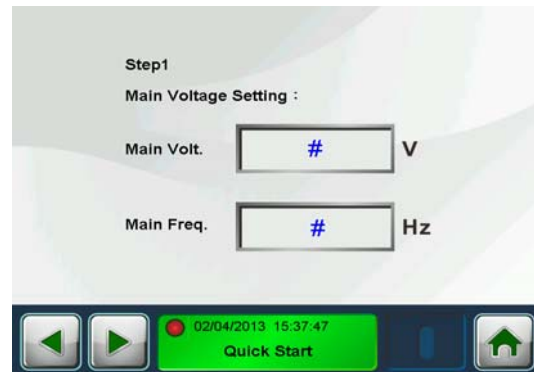 Step1
Main Voltage Setting :
Main Volt. # V
Main Freq. # Hz
02/04/2013 15:37:47
Quick Start